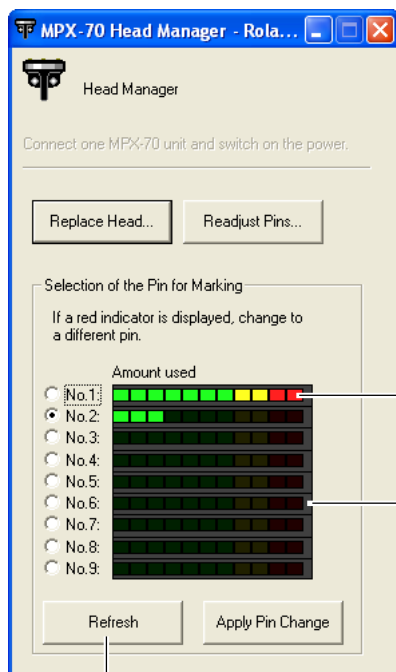 MPX-70 Head Manager - Rola...
Head Manager
Connect one MPX-70 unit and switch on the power.
Replace Head... Readjust Pins...
Selection of the Pin for Marking
If a red indicator is displayed, change to
a different pin.
Amount used
No.1:
No.2:
No.3:
No.4:
No.5:
No.6:
No.7:
No.8:
No.9:
Refresh Apply Pin Change